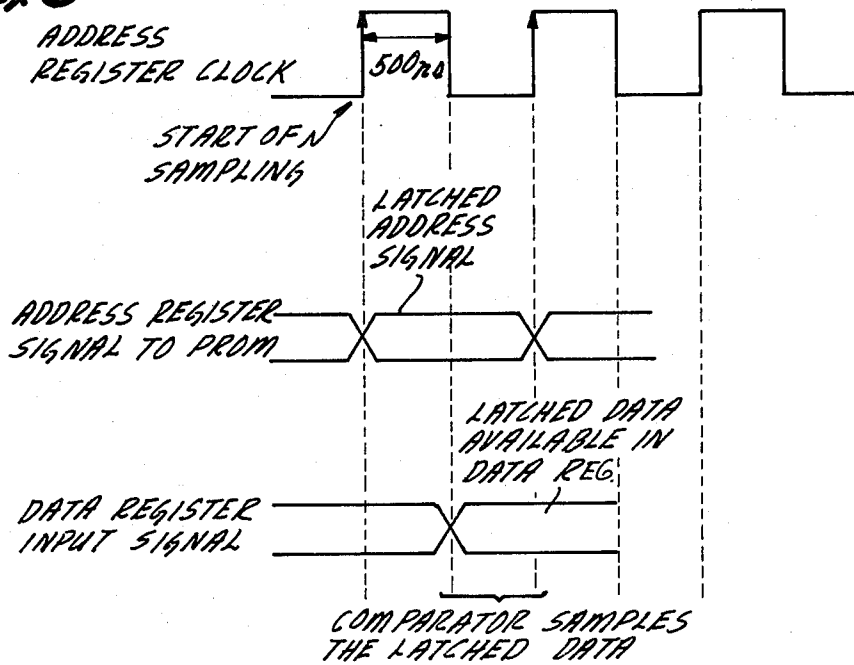 ADDRESS
REGISTER CLOCK
500ns
START OF N
SAMPLING
LATCHED
ADDRESS
SIGNAL
ADDRESS REGISTER
SIGNAL TO PROM
LATCHED DATA
AVAILABLE IN
DATA REG.
DATA REGISTER
INPUT SIGNAL
COMPARATOR SAMPLES
THE LATCHED DATA